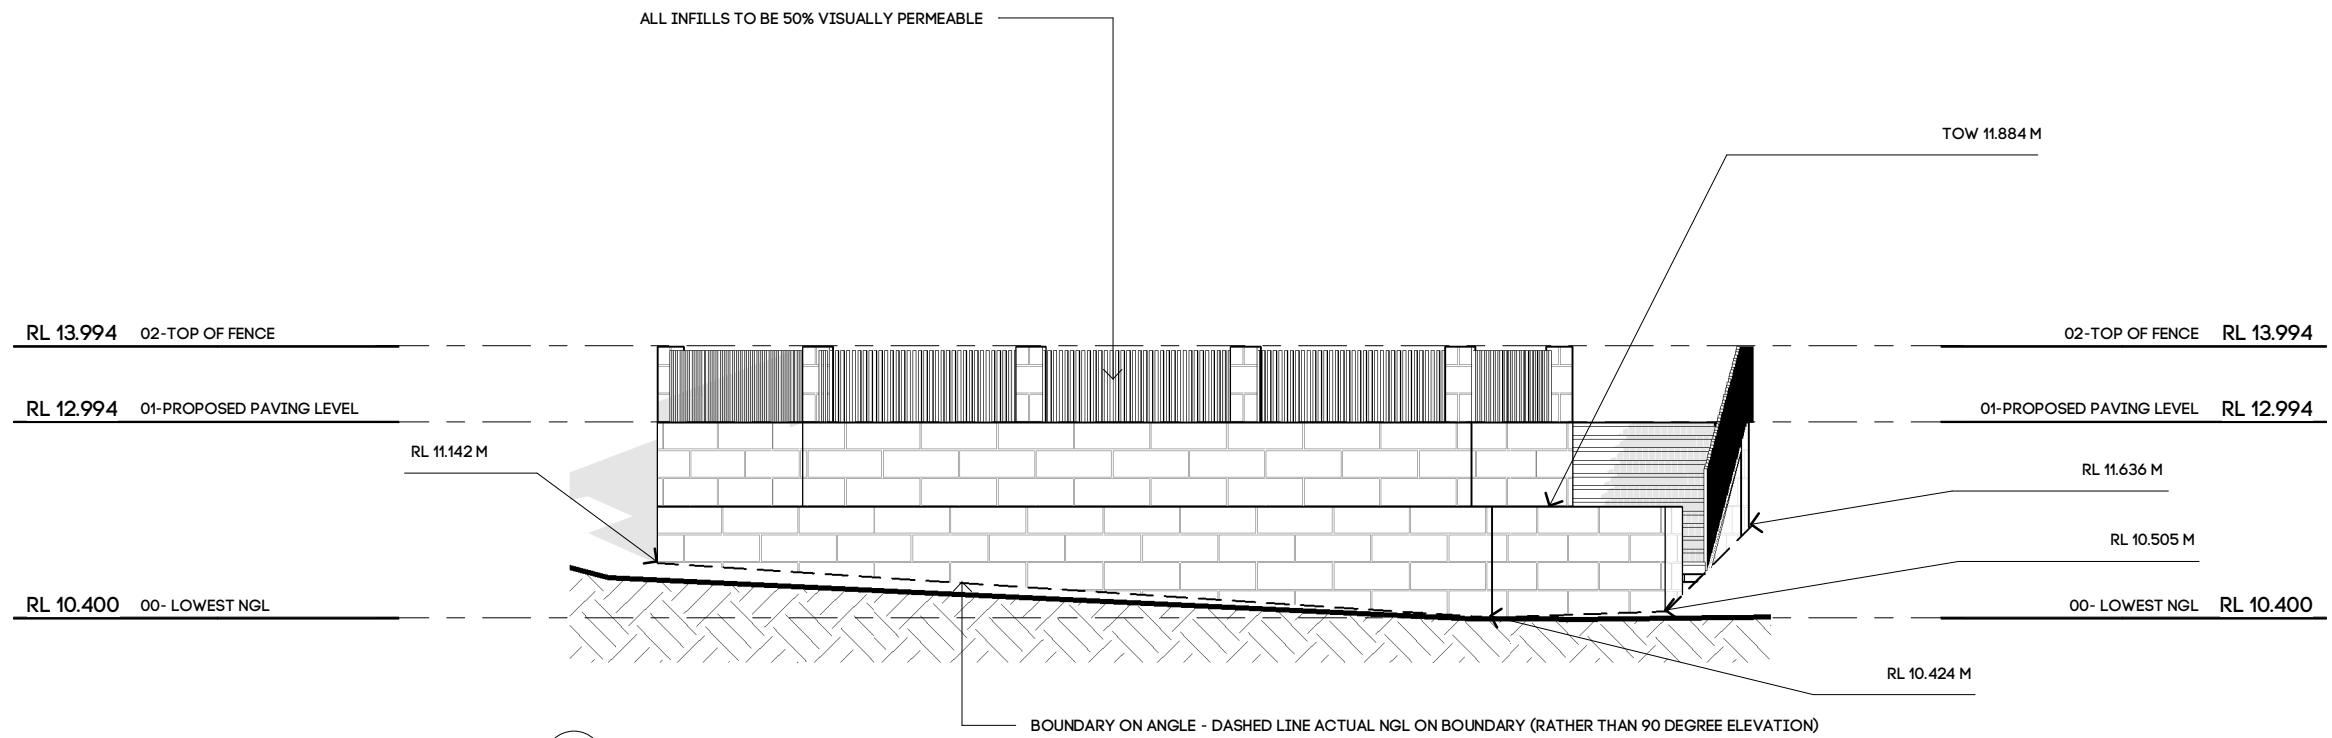 ALL INFILLS TO BE 50% VISUALLY PERMEABLE
TOW 11.884 M
RL 13.994 02-TOP OF FENCE
02-TOP OF FENCE RL 13.994
RL 12.994 01-PROPOSED PAVING LEVEL
01-PROPOSED PAVING LEVEL RL 12.994
RL 11.142 M
RL 11.636 M
RL 10.505 M
RL 10.400 00- LOWEST NGL
00- LOWEST NGL RL 10.400
RL 10.424 M
BOUNDARY ON ANGLE - DASHED LINE ACTUAL NGL ON BOUNDARY (RATHER THAN 90 DEGREE ELEVATION)